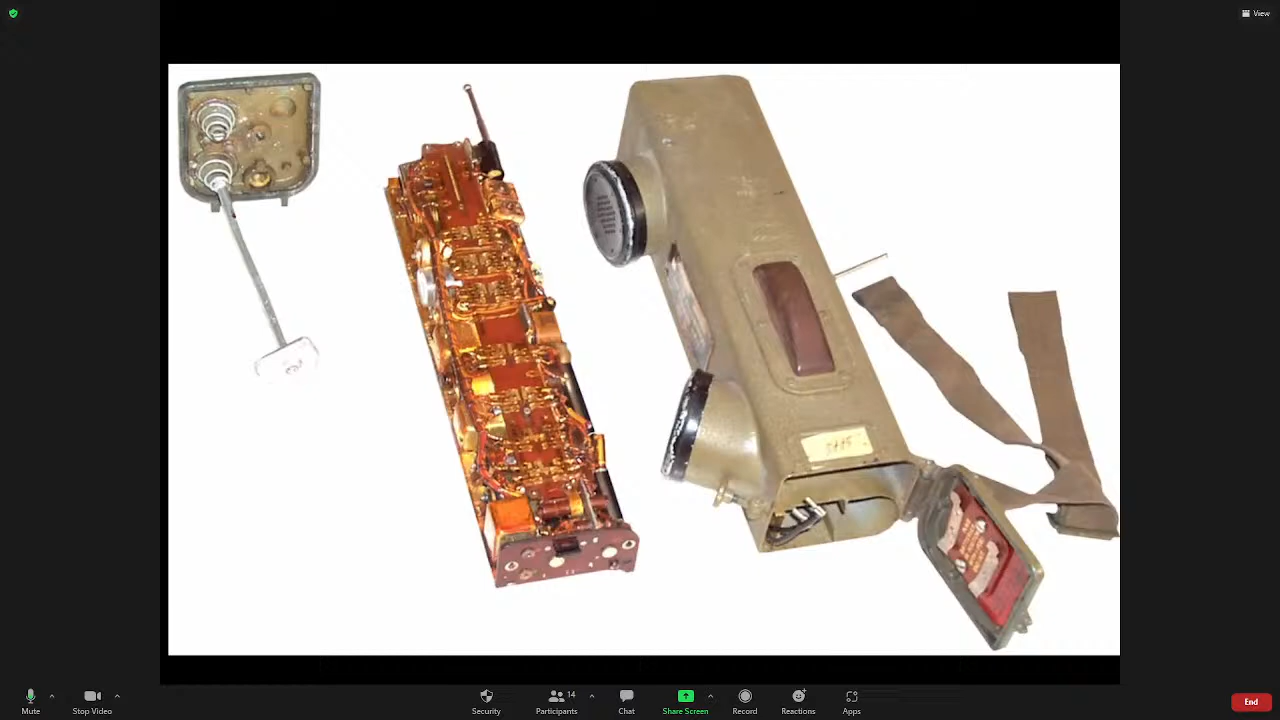 View
Mute
Stop Video
Security
14
Participants
Chat
Share Screen
Record
Reactions
Apps
End